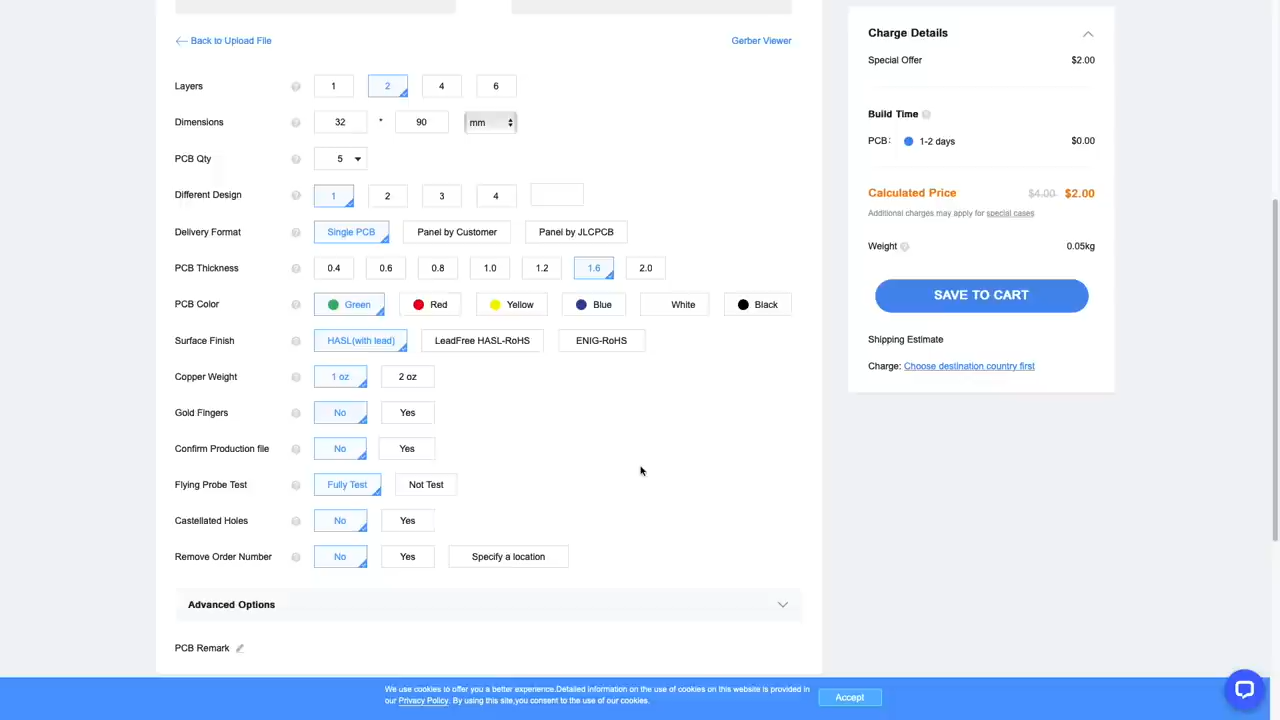 Back to Upload File
Gerber Viewer
Layers 1 2 4 6
Dimensions 32 * 90 mm
PCB Qty 5
Different Design 1 2 3 4
Delivery Format Single PCB Panel by Customer Panel by JLCPCB
PCB Thickness 0.4 0.6 0.8 1.0 1.2 1.6 2.0
PCB Color Green Red Yellow Blue White Black
Surface Finish HASL(with lead) LeadFree HASL-RoHS ENIG-RoHS
Copper Weight 1 oz 2 oz
Gold Fingers No Yes
Confirm Production file No Yes
Flying Probe Test Fully Test Not Test
Castellated Holes No Yes
Remove Order Number No Yes Specify a location
Advanced Options
PCB Remark
Charge Details
Special Offer $2.00
Build Time
PCB: 1-2 days $0.00
Calculated Price $4.00 $2.00
Additional charges may apply for special cases
Weight 0.05kg
SAVE TO CART
Shipping Estimate
Charge: Choose destination country first
We use cookies to offer you a better experience.Detailed information on the use of cookies on this website is provided in
our Privacy Policy. By using this site,you consent to the use of our cookies.
Accept